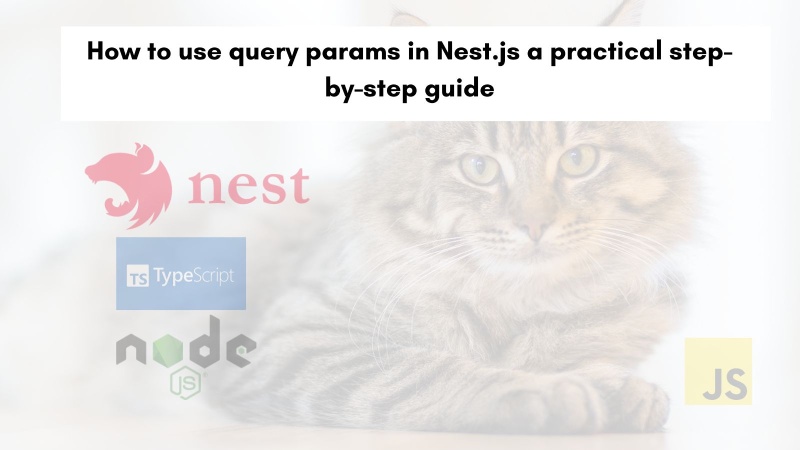 How to use query params in Nest.js a practical step-
by-step guide
nest
TS TypeScript
node
JS
JS